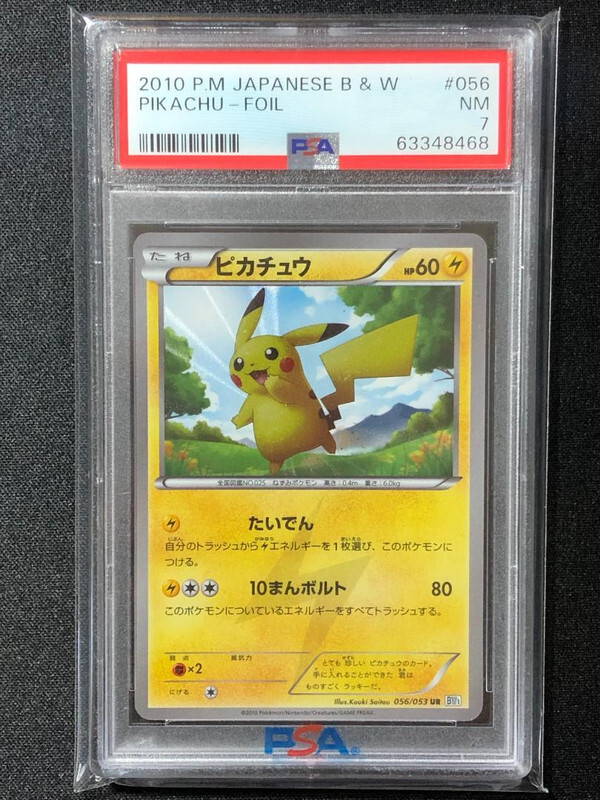 2010 P.M JAPANESE B & W #056
PIKACHU - FOIL NM
7
PSA 63348468
たね ピカチュウ HP60
全国図鑑NO.025 ねずみポケモン 高さ:0.4m 重さ:6.0kg
たいでん
自分のトラッシュからエネルギーを1枚選び、このポケモンに
つける。
10まんボルト 80
このポケモンについているエネルギーをすべてトラッシュする。
弱点 抵抗力
×2
にげる
とても珍しいピカチュウのカード。
手に入れることができた君は
ものすごくラッキーだ。
Illus.Kouki Saitou 056/053 UR
©2010 Pokémon/Nintendo/Creatures/GAME FREAK.
PSA®